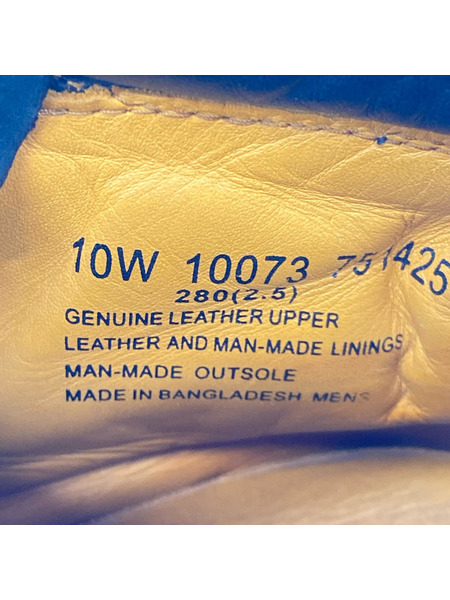 10W 10073 751425
280(2.5)
GENUINE LEATHER UPPER
LEATHER AND MAN-MADE LININGS
MAN-MADE OUTSOLE
MADE IN BANGLADESH MENS